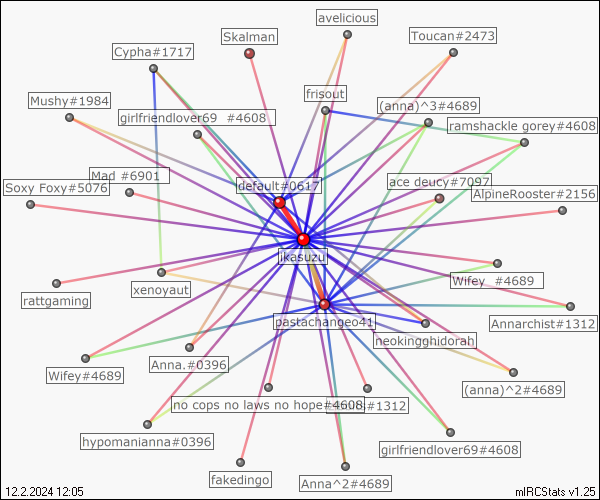 avelicious
Skalman
Toucan#2473
Cypha#1717
frisout
Mushy#1984
(anna)^3#4689
girlfriendlover69 #4608
ramshackle gorey#4608
Mad #6901
default#0617
ace deucy#7097
Soxy Foxy#5076
AlpineRooster#2156
ikasuzu
Wifey #4689
xenoyaut
rattgaming
pastachange041
Annarchist#1312
neokingghidorah
Anna.#0396
Wifey#4689
(anna)^2#4689
no cops no laws no hope#4608
#1312
hypomanianna#0396
girlfriendlover69#4608
fakedingo
Anna^2#4689
12.2.2024 12:05
mIRCStats v1.25